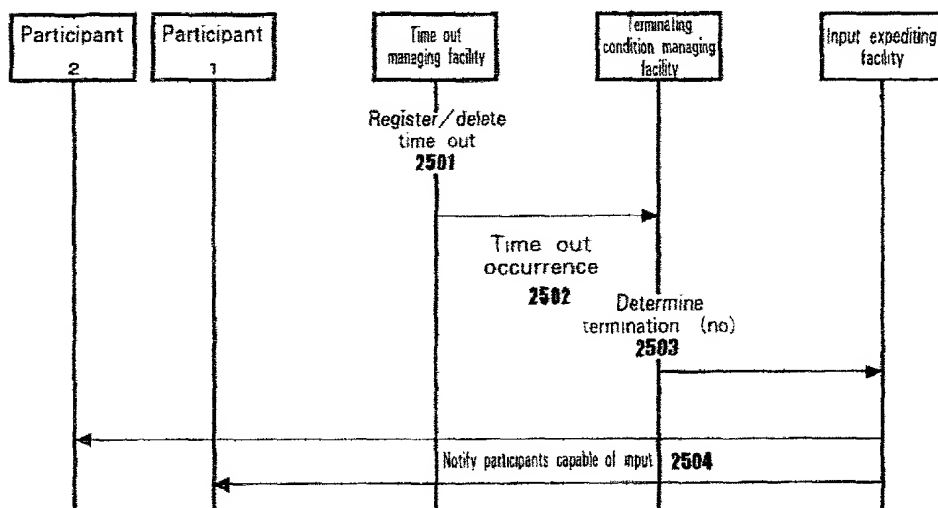 Participant
2
Participant
1
Time out
managing facility
Terminating
condition managing
facility
Input expediting
facility
Register/delete
time out
2501
Time out
occurrence
2502
Determine
termination (no)
2503
Notify participants capable of input 2504